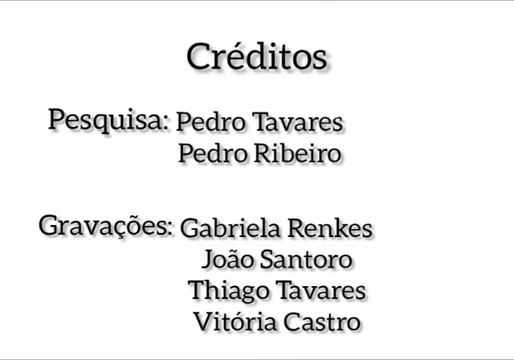 Créditos
Pesquisa: Pedro Tavares
Pedro Ribeiro
Gravações: Gabriela Renkes
João Santoro
Thiago Tavares
Vitória Castro